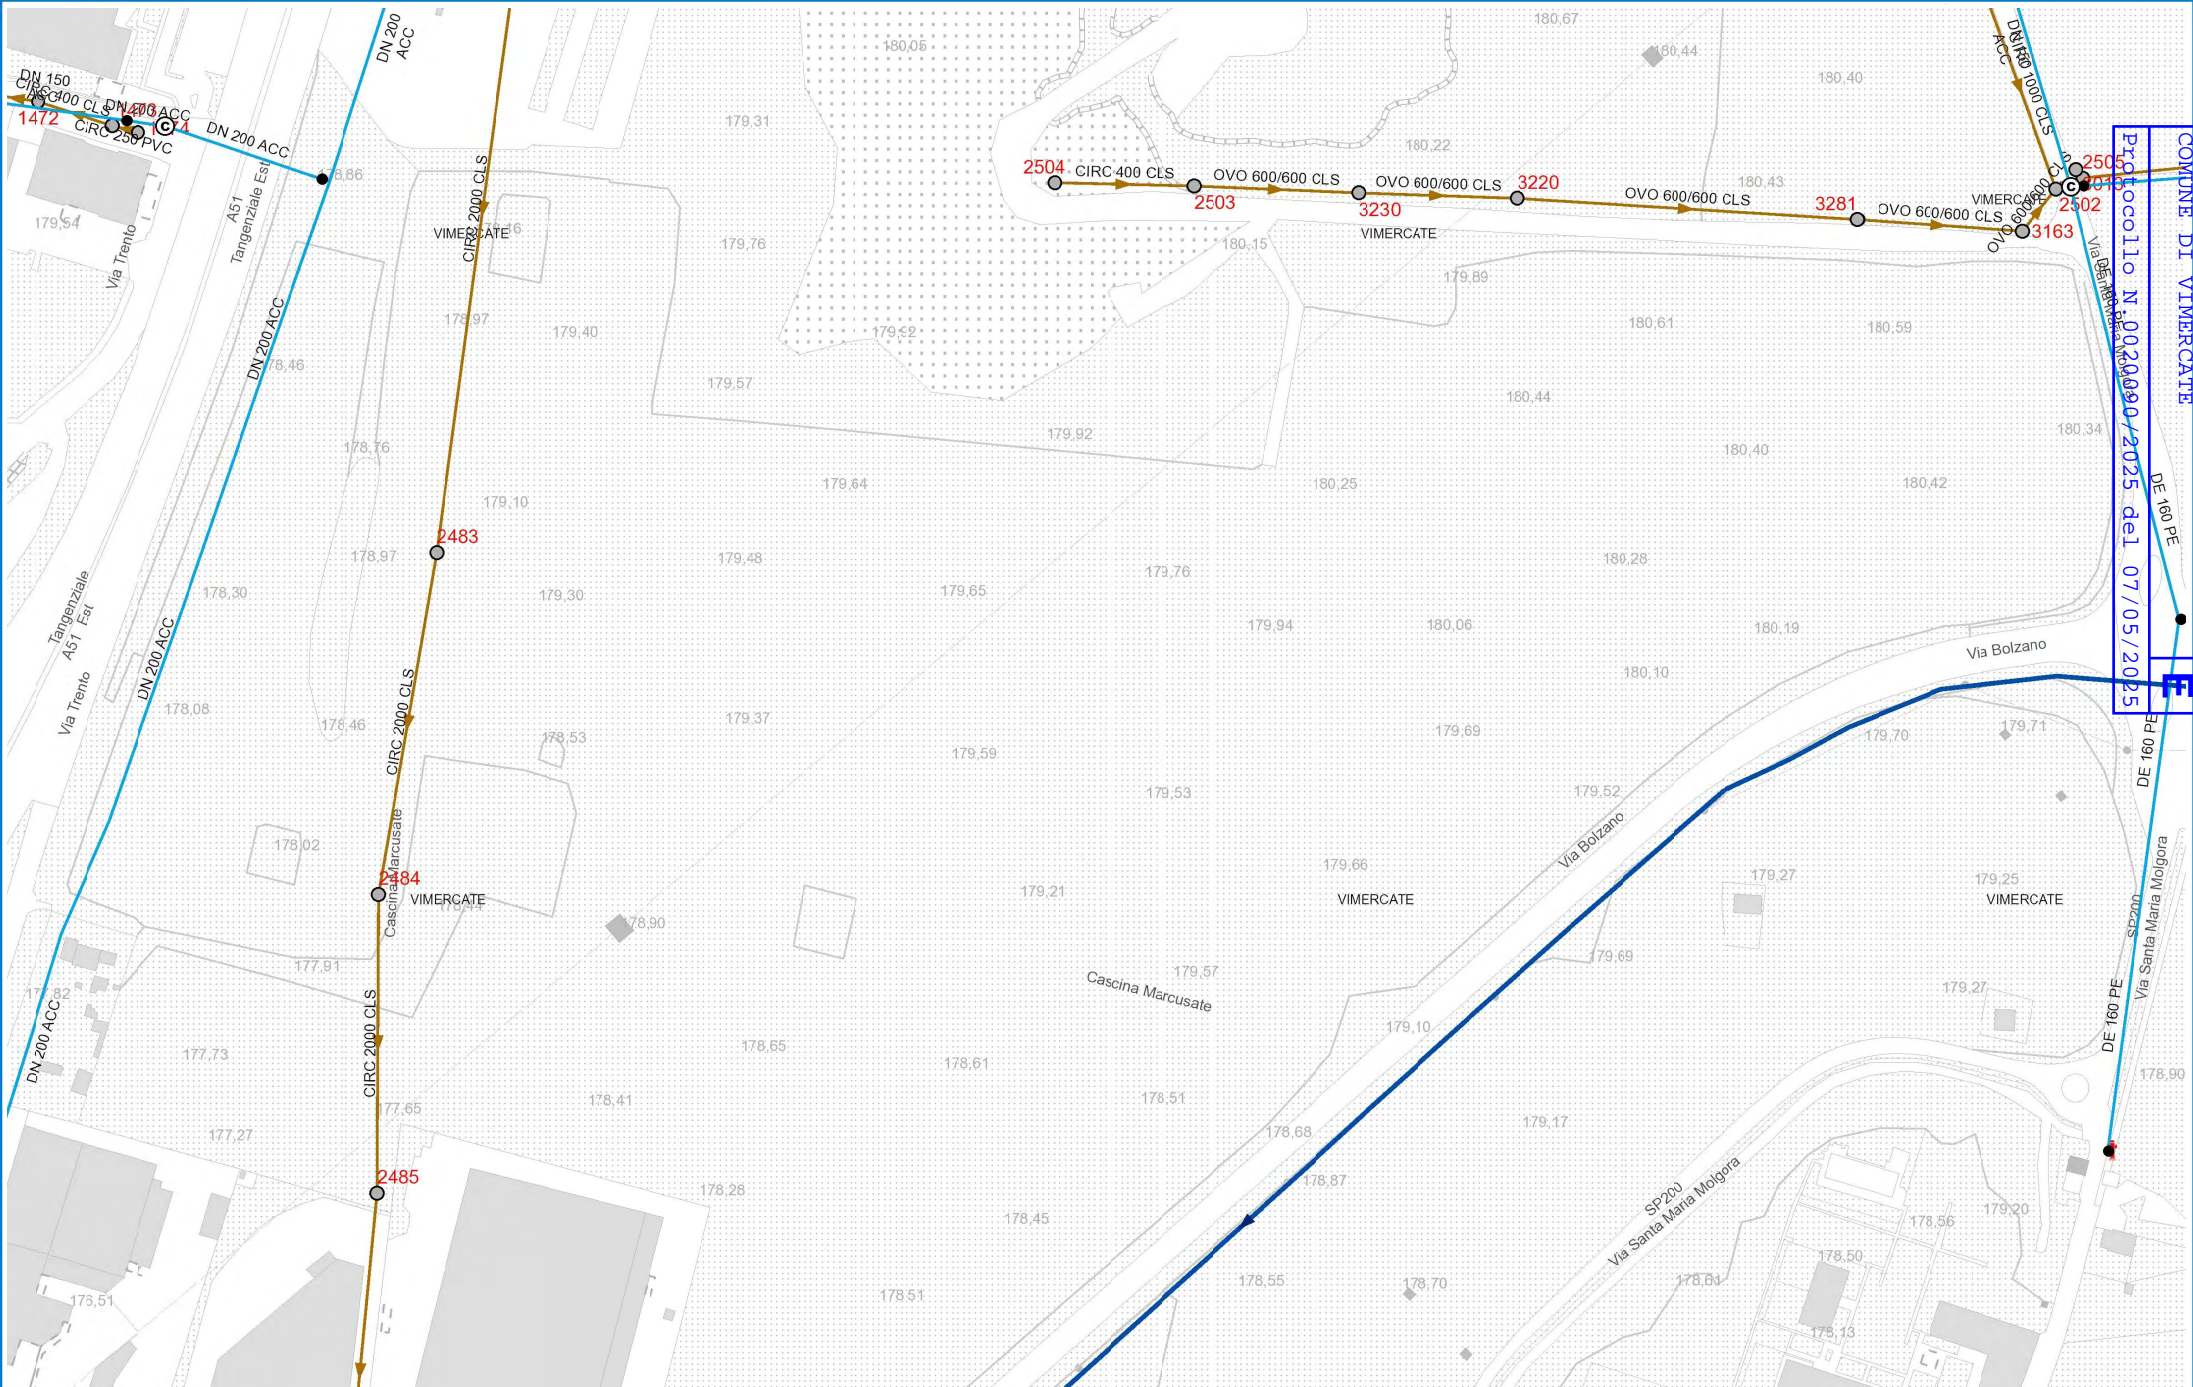 DN 200
ACC
180,05
180,67
180,44
180,40
DN 150
1472
DN 200 ACC
CIRC 250 PVC
DN 200 ACC
179,54
Via Trento
A51
Tangenziale Est
179,31
CIRC 2000 CLS
VIMERCATE
179,76
178,97
179,40
179,57
DN 200 ACC
78,46
178,76
179,10
2483
178,97
179,30
178,30
Tangenziale
A51 Est
Via Trento
DN 200 ACC
178,08
178,46
178,53
CIRC 2000 CLS
178,02
2484
Cascina Marcusate
VIMERCATE
178,90
177,91
DN 200 ACC
177,73
CIRC 2000 CLS
177,65
177,27
2485
178,41
178,28
176,51
2504
CIRC 400 CLS
2503
OVO 600/600 CLS
3230
OVO 600/600 CLS
3220
OVO 600/600 CLS
3281
OVO 600/600 CLS
3163
2505
2502
VIMERCATE
180,22
180,43
VIMERCATE
180,15
179,89
180,61
180,59
180,44
180,34
179,92
180,40
179,64
180,25
180,42
179,48
179,76
180,28
179,65
179,94
180,06
180,19
180,10
179,37
179,59
179,69
179,53
179,52
179,66
179,21
VIMERCATE
179,57
Cascina Marcusate
179,10
178,65
178,61
178,51
178,68
178,87
178,45
178,51
178,55
178,70
Via Bolzano
Via Bolzano
179,70
179,71
179,27
179,25
VIMERCATE
179,69
179,27
179,17
178,90
SP200
Via Santa Maria Molgora
178,61
178,56
179,20
178,50
178,13
DE 160 PE
DE 160 PE
DE 160 PE
SP200
Via Santa Maria Molgora
COMUNE DI VIMERCATE
Protocollo N.0020090/2025 del 07/05/2025
E